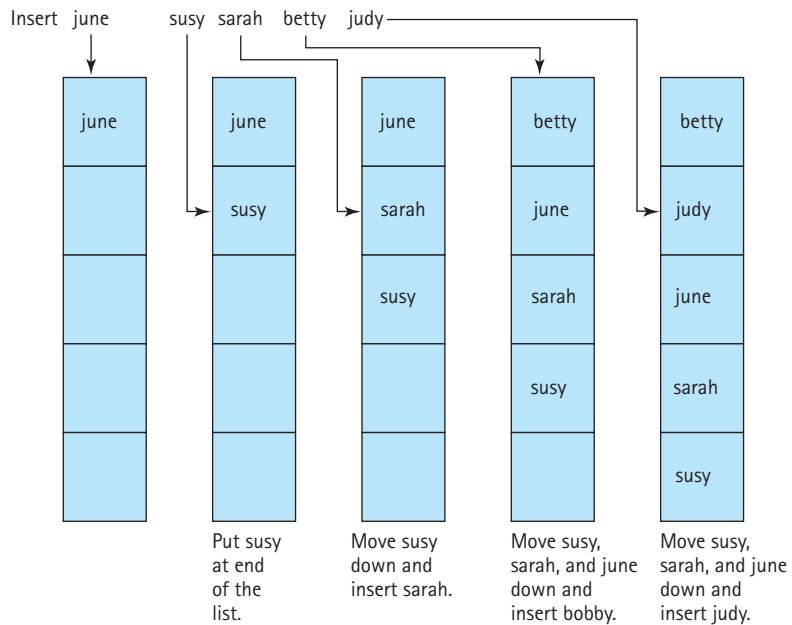 Insert june susy sarah betty judy
june june june betty betty
susy sarah june judy
susy sarah june
susy sarah
susy
Put susy
at end
of the
list.
Move susy
down and
insert sarah.
Move susy,
sarah, and june
down and
insert bobby.
Move susy,
sarah, and june
down and
insert judy.